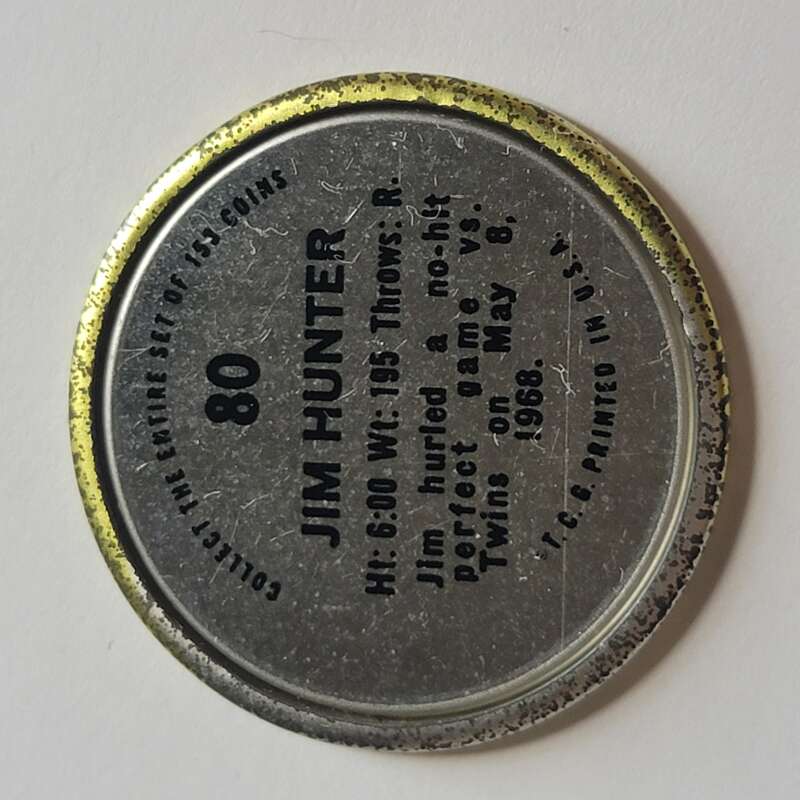 COLLECT THE ENTIRE SET OF 153 COINS
80
JIM HUNTER
Ht: 6:00 Wt: 195 Throws: R.
Jim hurled a no-hit
perfect game vs.
Twins on May 8,
1968.
T. C. G. PRINTED IN U.S.A.